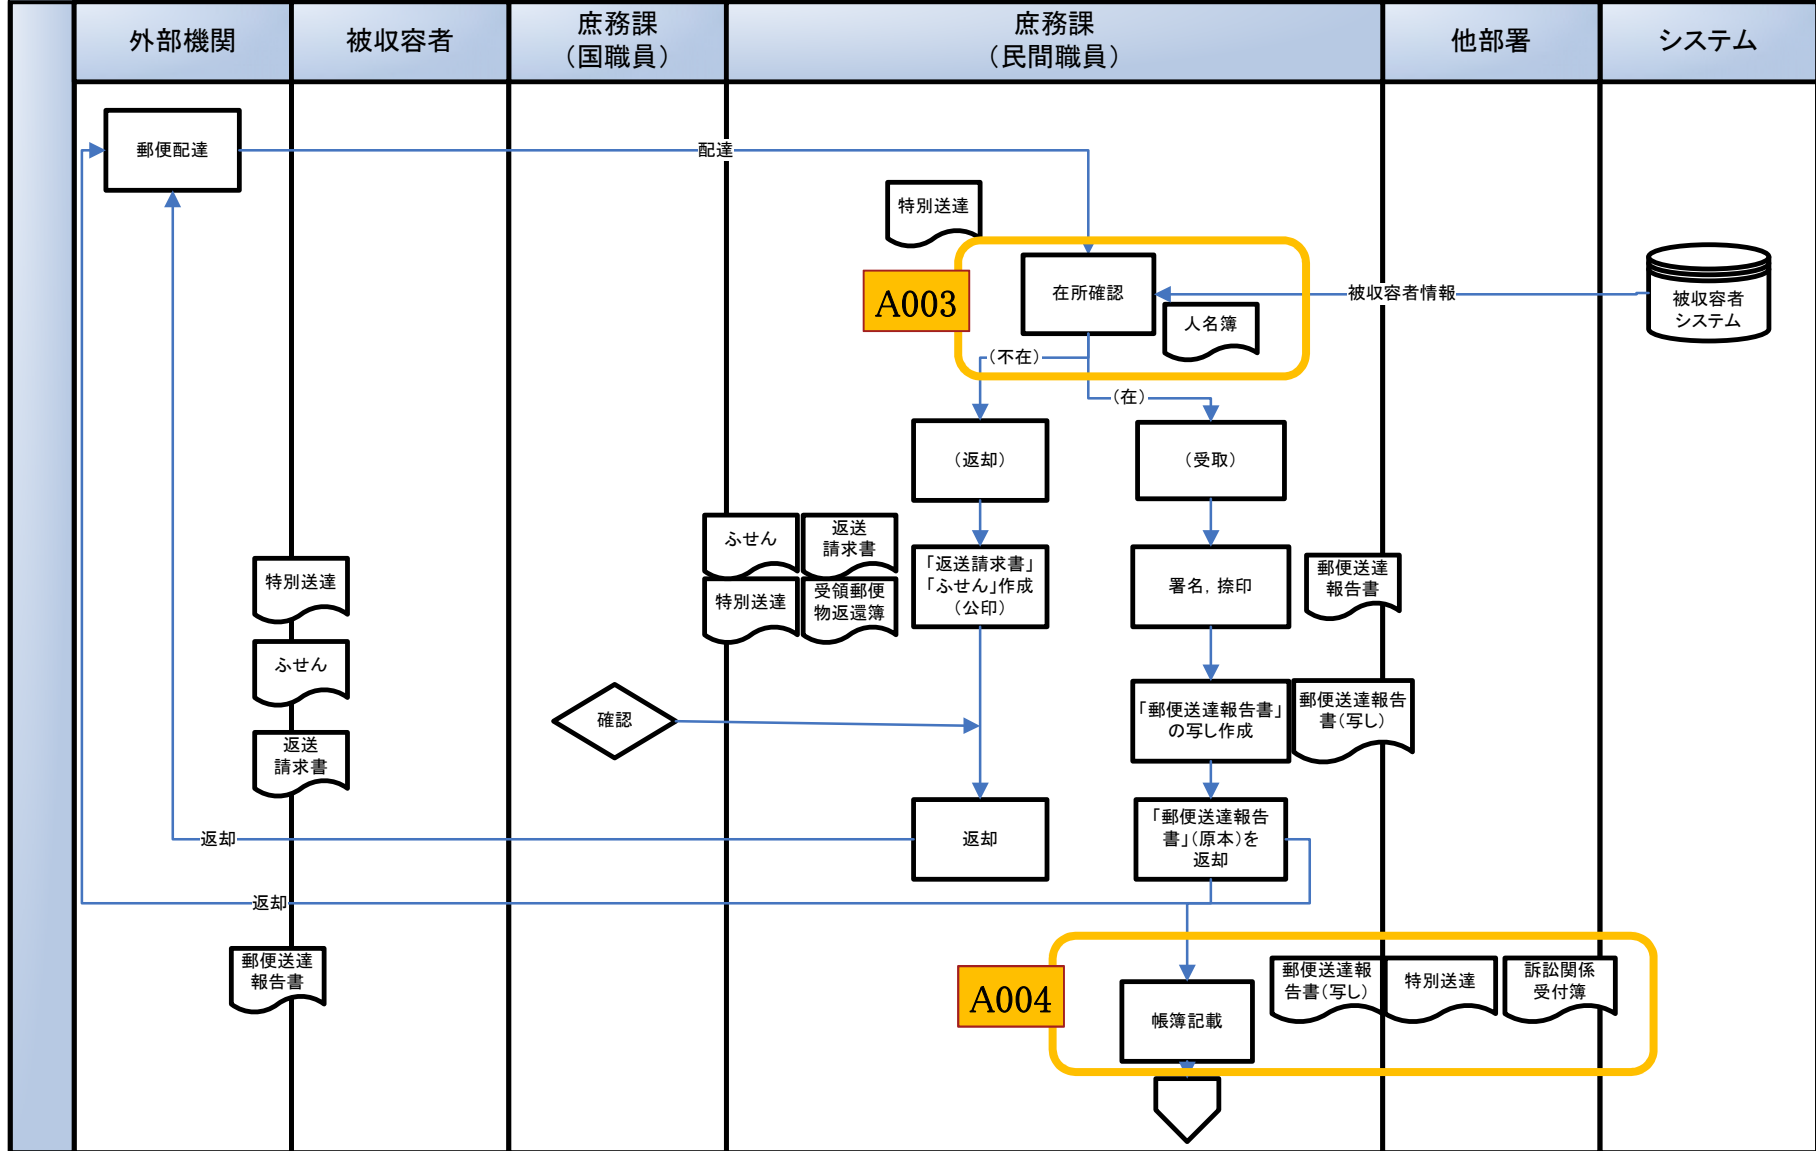 外部機関
被収容者
庶務課
（国職員）
庶務課
（民間職員）
他部署
システム
郵便配達
配達
特別送達
A003
在所確認
被収容者情報
人名簿
被収容者
システム
（不在）
（在）
（返却）
（受取）
ふせん
返送
請求書
特別送達
受領郵便
物返還簿
「返送請求書」
「ふせん」作成
（公印）
署名，捺印
郵便送達
報告書
特別送達
ふせん
返送
請求書
確認
「郵便送達報告書」
の写し作成
郵便送達報告
書（写し）
返却
返却
「郵便送達報告
書」（原本）を
返却
返却
郵便送達
報告書
A004
帳簿記載
郵便送達報
告書（写し）
特別送達
訴訟関係
受付簿